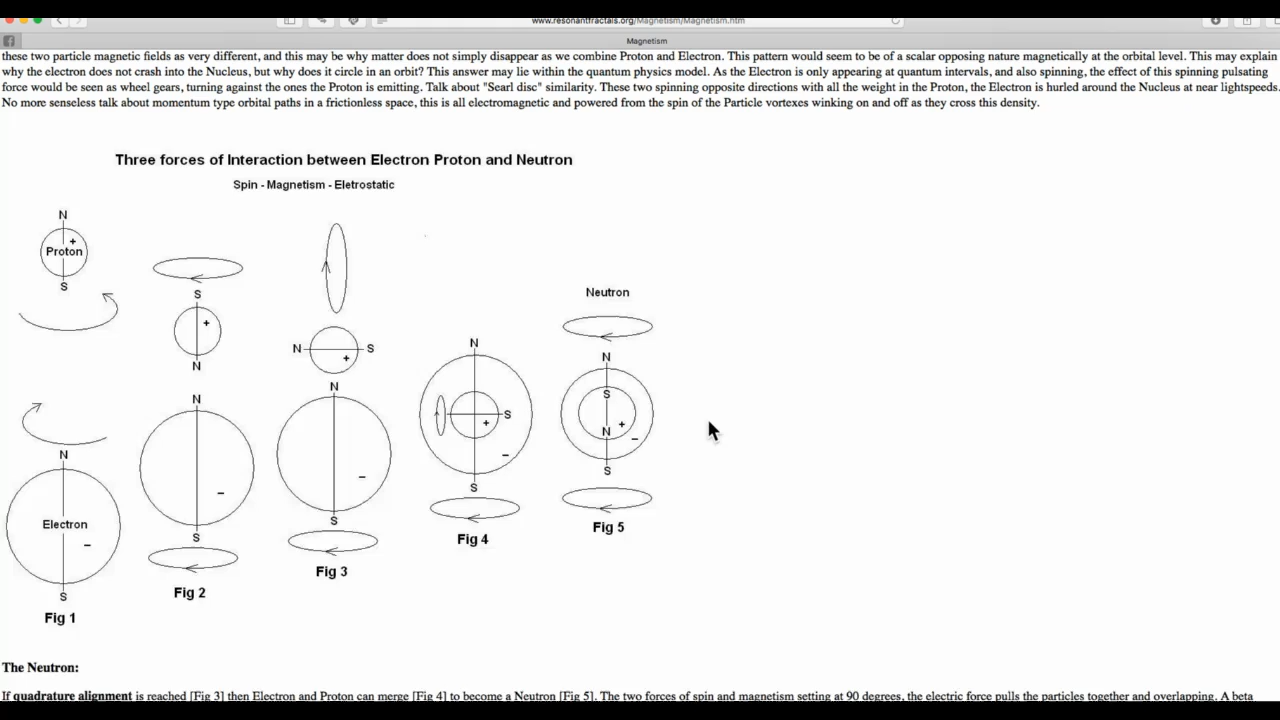 www.resonantfractals.org/Magnetism/Magnetism.htm
Magnetism
these two particle magnetic fields as very different, and this may be why matter does not simply disappear as we combine Proton and Electron. This pattern would seem to be of a scalar opposing nature magnetically at the orbital level. This may explain
why the electron does not crash into the Nucleus, but why does it circle in an orbit? This answer may lie within the quantum physics model. As the Electron is only appearing at quantum intervals, and also spinning, the effect of this spinning pulsating
force would be seen as wheel gears, turning against the ones the Proton is emitting. Talk about "Searl disc" similarity. These two spinning opposite directions with all the weight in the Proton, the Electron is hurled around the Nucleus at near lightspeeds.
No more senseless talk about momentum type orbital paths in a frictionless space, this is all electromagnetic and powered from the spin of the Particle vortexes winking on and off as they cross this density.
Three forces of Interaction between Electron Proton and Neutron
Spin - Magnetism - Eletrostatic
N
+
Proton
S
N
Electron
-
S
Fig 1
S
+
N
N
-
S
Fig 2
N S
+
N
-
S
Fig 3
N
S
+
-
S
Fig 4
Neutron
N
S
N +
-
S
Fig 5
The Neutron:
If quadrature alignment is reached [Fig 3] then Electron and Proton can merge [Fig 4] to become a Neutron [Fig 5]. The two forces of spin and magnetism setting at 90 degrees, the electric force pulls the particles together and overlapping. A beta